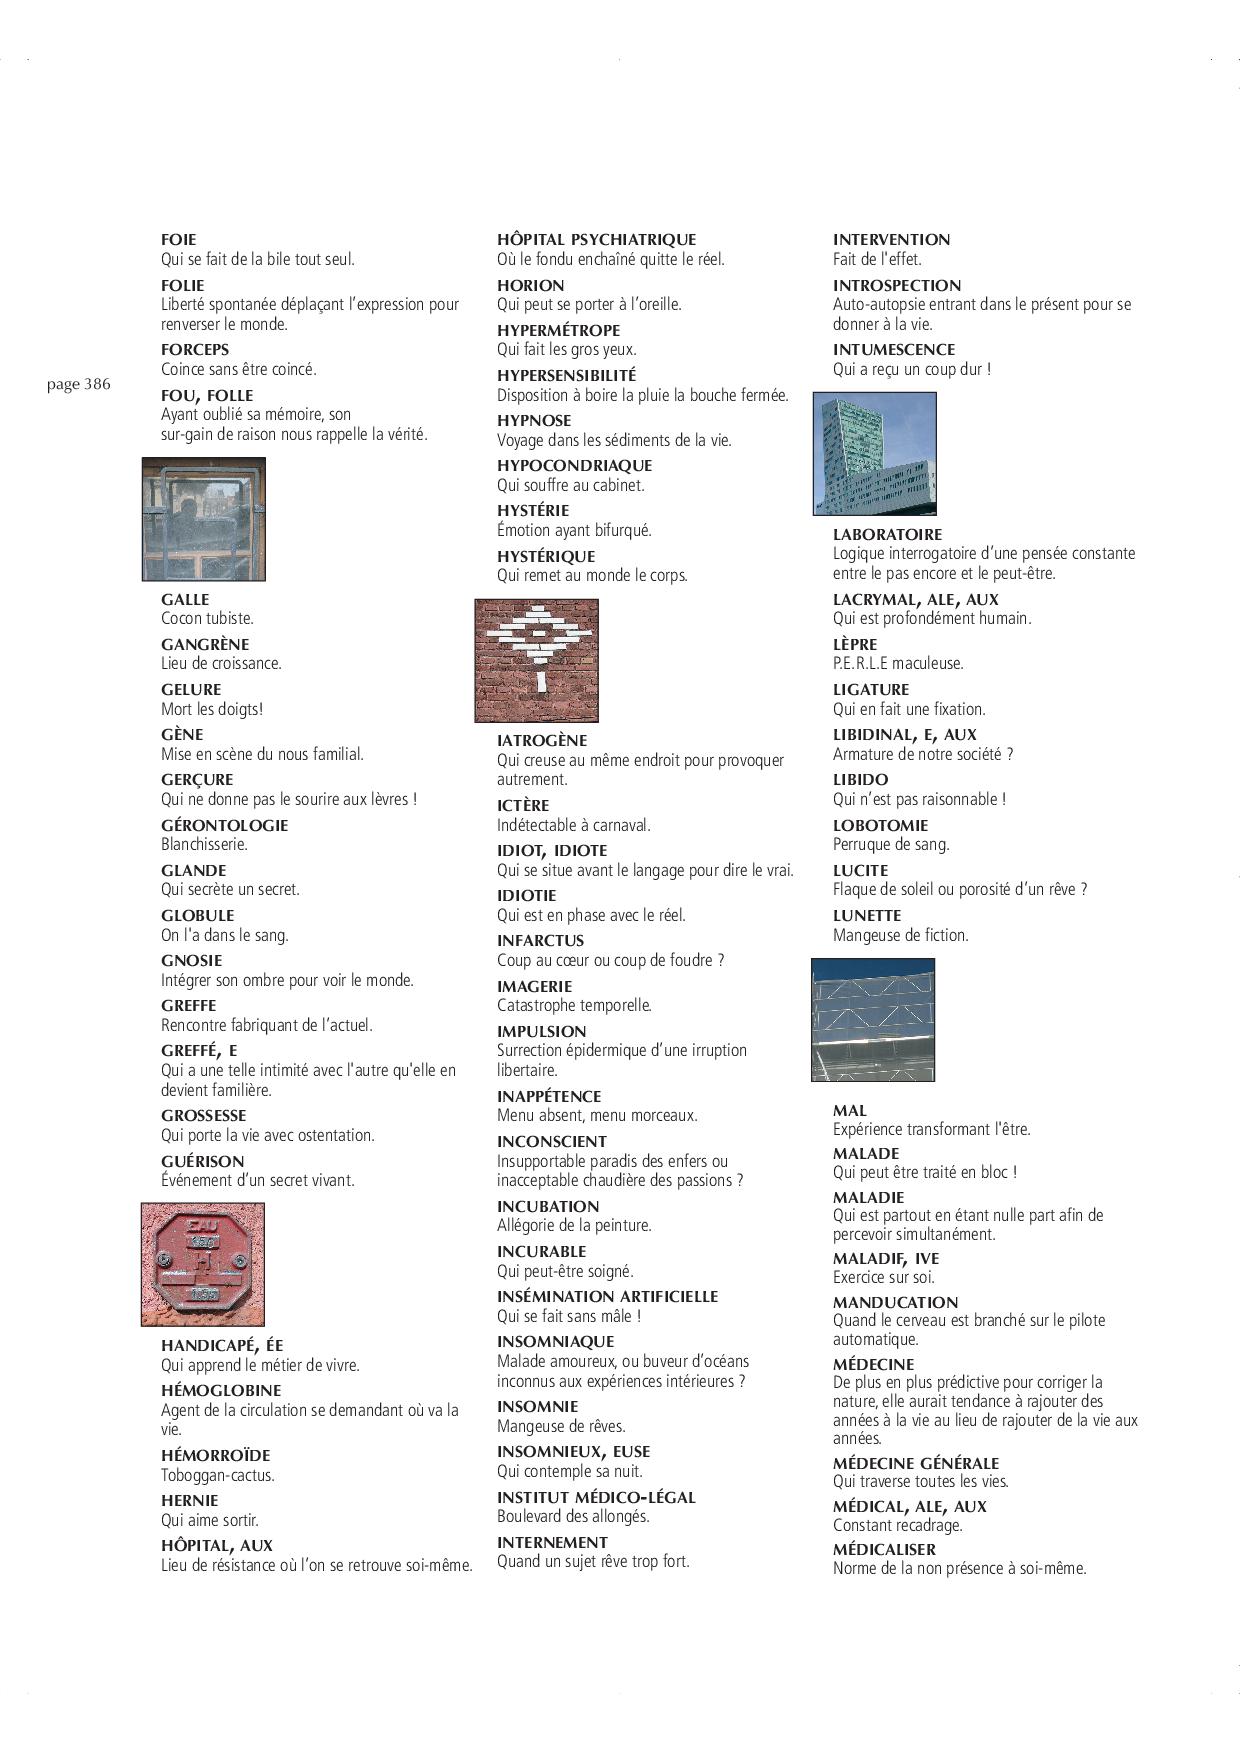 page 386
FOIE
Qui se fait de la bile tout seul.
FOLIE
Liberté spontanée déplaçant l’expression pour
renverser le monde.
FORCEPS
Coince sans être coincé.
FOU, FOLLE
Ayant oublié sa mémoire, son
sur-gain de raison nous rappelle la vérité.
GALLE
Cocon tubiste.
GANGRÈNE
Lieu de croissance.
GELURE
Mort les doigts!
GÈNE
Mise en scène du nous familial.
GERÇURE
Qui ne donne pas le sourire aux lèvres !
GÉRONTOLOGIE
Blanchisserie.
GLANDE
Qui secrète un secret.
GLOBULE
On l'a dans le sang.
GNOSIE
Intégrer son ombre pour voir le monde.
GREFFE
Rencontre fabriquant de l’actuel.
GREFFÉ, E
Qui a une telle intimité avec l'autre qu'elle en
devient familière.
GROSSESSE
Qui porte la vie avec ostentation.
GUÉRISON
Événement d’un secret vivant.
EAU
H
HANDICAPÉ, ÉE
Qui apprend le métier de vivre.
HÉMOGLOBINE
Agent de la circulation se demandant où va la
vie.
HÉMORROÏDE
Toboggan-cactus.
HERNIE
Qui aime sortir.
HÔPITAL, AUX
Lieu de résistance où l’on se retrouve soi-même.
HÔPITAL PSYCHIATRIQUE
Où le fondu enchaîné quitte le réel.
HORION
Qui peut se porter à l’oreille.
HYPERMÉTROPE
Qui fait les gros yeux.
HYPERSENSIBILITÉ
Disposition à boire la pluie la bouche fermée.
HYPNOSE
Voyage dans les sédiments de la vie.
HYPOCONDRIAQUE
Qui souffre au cabinet.
HYSTÉRIE
Émotion ayant bifurqué.
HYSTÉRIQUE
Qui remet au monde le corps.
IATROGÈNE
Qui creuse au même endroit pour provoquer
autrement.
ICTÈRE
Indétectable à carnaval.
IDIOT, IDIOTE
Qui se situe avant le langage pour dire le vrai.
IDIOTIE
Qui est en phase avec le réel.
INFARCTUS
Coup au cœur ou coup de foudre ?
IMAGERIE
Catastrophe temporelle.
IMPULSION
Surrection épidermique d’une irruption
libertaire.
INAPPÉTENCE
Menu absent, menu morceaux.
INCONSCIENT
Insupportable paradis des enfers ou
inacceptable chaudière des passions ?
INCUBATION
Allégorie de la peinture.
INCURABLE
Qui peut-être soigné.
INSÉMINATION ARTIFICIELLE
Qui se fait sans mâle !
INSOMNIAQUE
Malade amoureux, ou buveur d’océans
inconnus aux expériences intérieures ?
INSOMNIE
Mangeuse de rêves.
INSOMNIEUX, EUSE
Qui contemple sa nuit.
INSTITUT MÉDICO-LÉGAL
Boulevard des allongés.
INTERNEMENT
Quand un sujet rêve trop fort.
INTERVENTION
Fait de l'effet.
INTROSPECTION
Auto-autopsie entrant dans le présent pour se
donner à la vie.
INTUMESCENCE
Qui a reçu un coup dur !
LABORATOIRE
Logique interrogatoire d’une pensée constante
entre le pas encore et le peut-être.
LACRYMAL, ALE, AUX
Qui est profondément humain.
LÈPRE
P.E.R.L.E maculeuse.
LIGATURE
Qui en fait une fixation.
LIBIDINAL, E, AUX
Armature de notre société ?
LIBIDO
Qui n’est pas raisonnable !
LOBOTOMIE
Perruque de sang.
LUCITE
Flaque de soleil ou porosité d’un rêve ?
LUNETTE
Mangeuse de fiction.
MAL
Expérience transformant l'être.
MALADE
Qui peut être traité en bloc !
MALADIE
Qui est partout en étant nulle part afin de
percevoir simultanément.
MALADIF, IVE
Exercice sur soi.
MANDUCATION
Quand le cerveau est branché sur le pilote
automatique.
MÉDECINE
De plus en plus prédictive pour corriger la
nature, elle aurait tendance à rajouter des
années à la vie au lieu de rajouter de la vie aux
années.
MÉDECINE GÉNÉRALE
Qui traverse toutes les vies.
MÉDICAL, ALE, AUX
Constant recadrage.
MÉDICALISER
Norme de la non présence à soi-même.